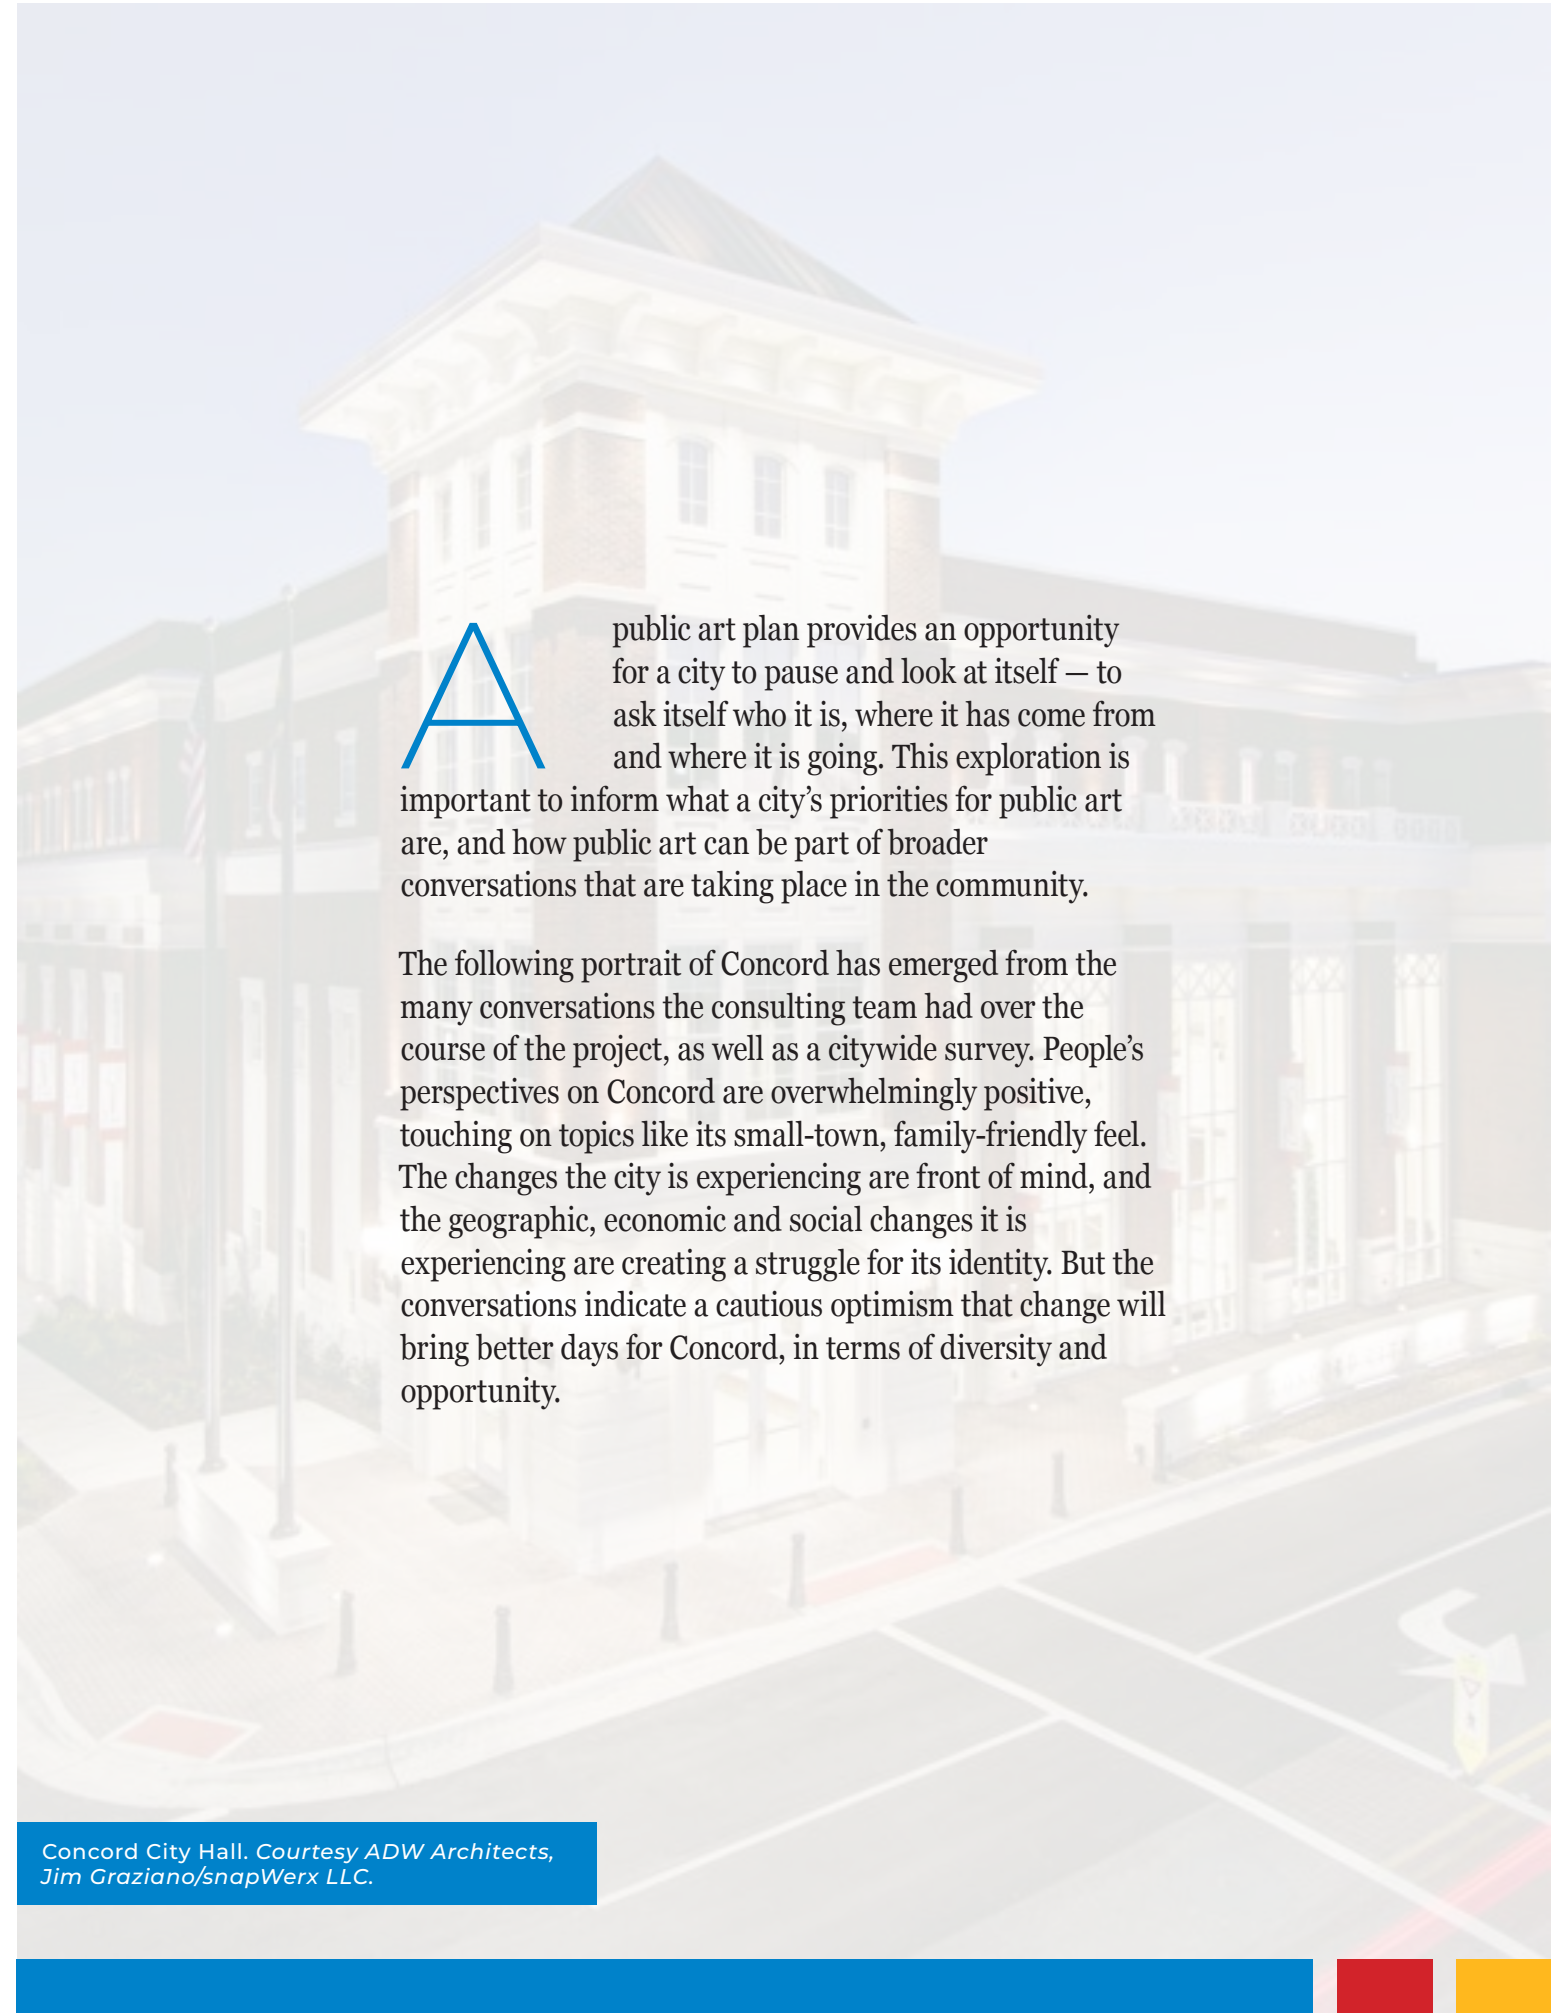 A public art plan provides an opportunity
for a city to pause and look at itself — to
ask itself who it is, where it has come from
and where it is going. This exploration is
important to inform what a city’s priorities for public art
are, and how public art can be part of broader
conversations that are taking place in the community.
The following portrait of Concord has emerged from the
many conversations the consulting team had over the
course of the project, as well as a citywide survey. People’s
perspectives on Concord are overwhelmingly positive,
touching on topics like its small-town, family-friendly feel.
The changes the city is experiencing are front of mind, and
the geographic, economic and social changes it is
experiencing are creating a struggle for its identity. But the
conversations indicate a cautious optimism that change will
bring better days for Concord, in terms of diversity and
opportunity.
Concord City Hall. Courtesy ADW Architects,
Jim Graziano/snapWerx LLC.